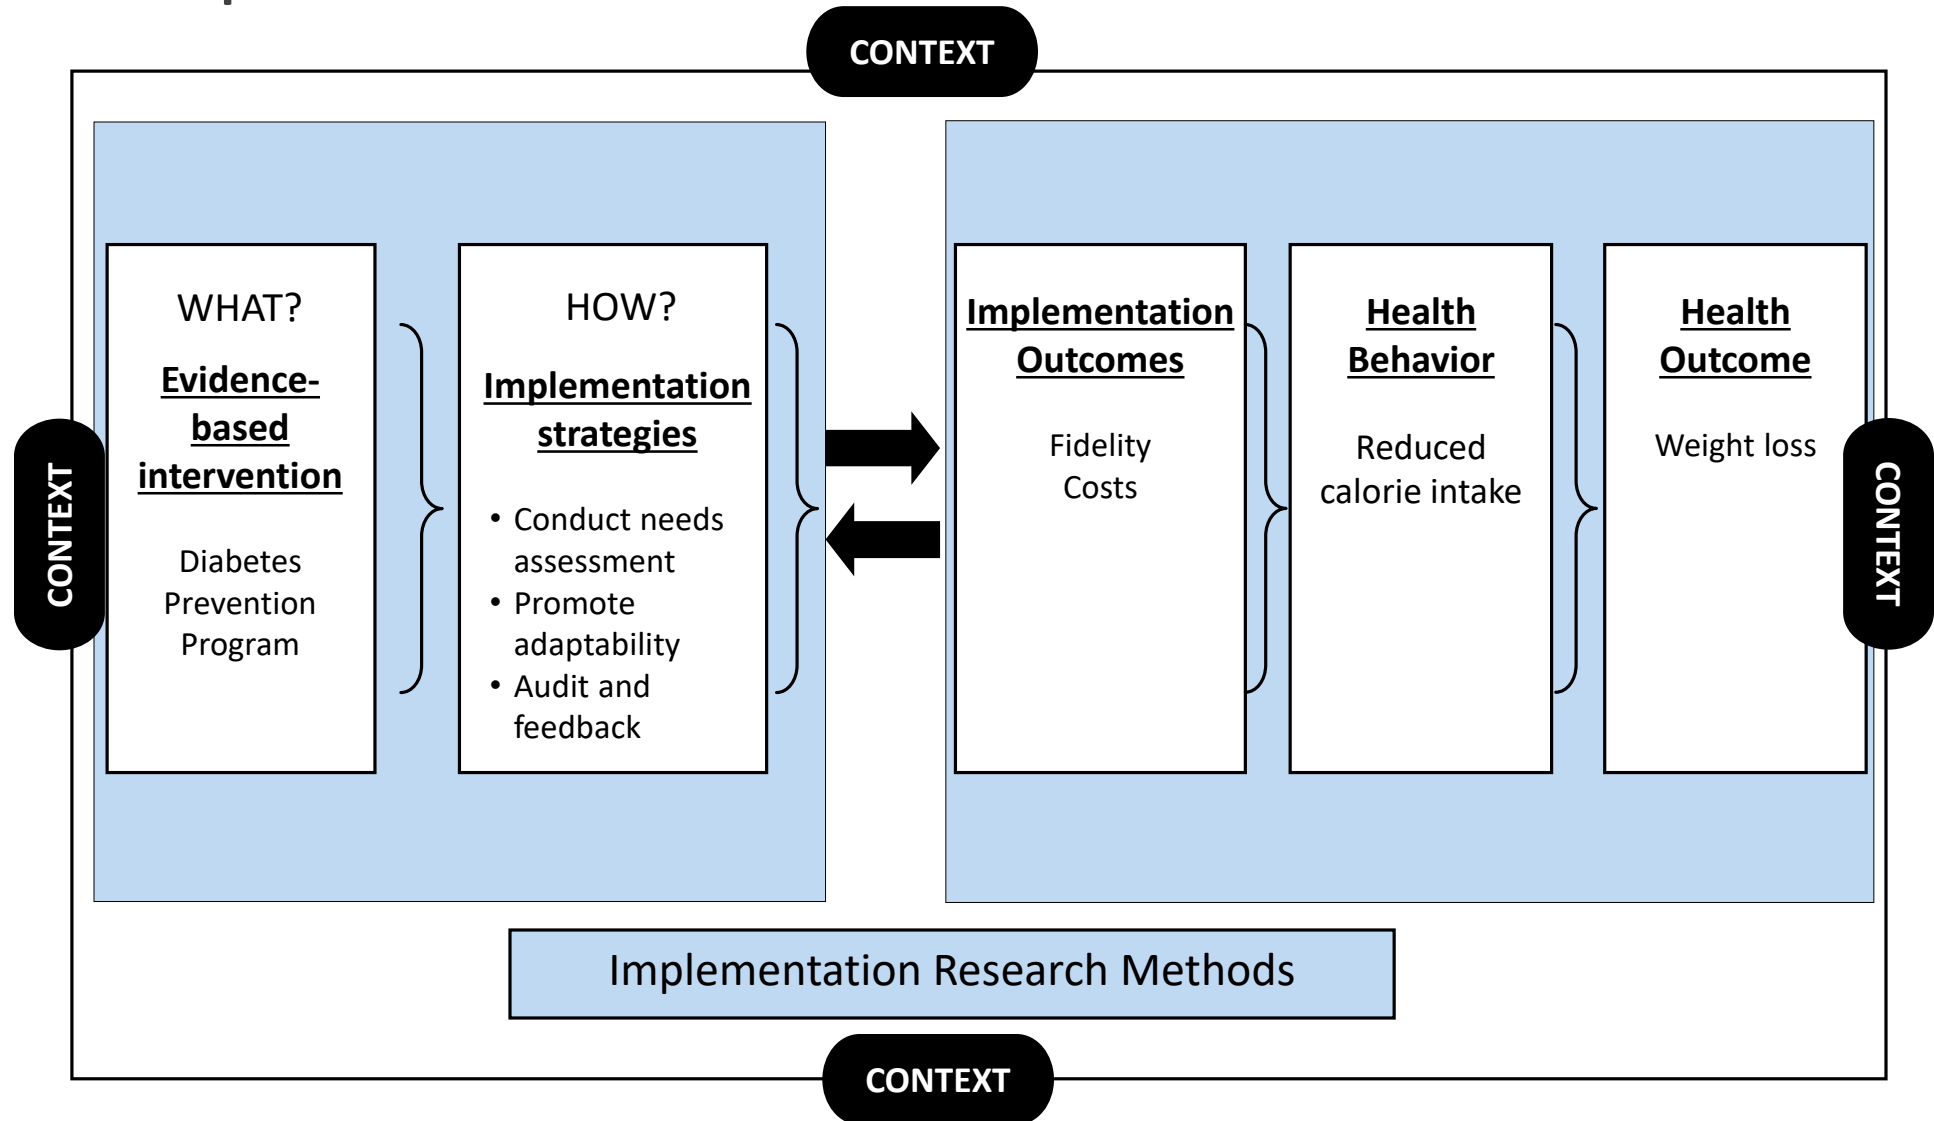 CONTEXT
CONTEXT
WHAT?
Evidence-
based
intervention
Diabetes
Prevention
Program
HOW?
Implementation
strategies
• Conduct needs
assessment
• Promote
adaptability
• Audit and
feedback
Implementation
Outcomes
Fidelity
Costs
Health
Behavior
Reduced
calorie intake
Health
Outcome
Weight loss
CONTEXT
Implementation Research Methods
CONTEXT